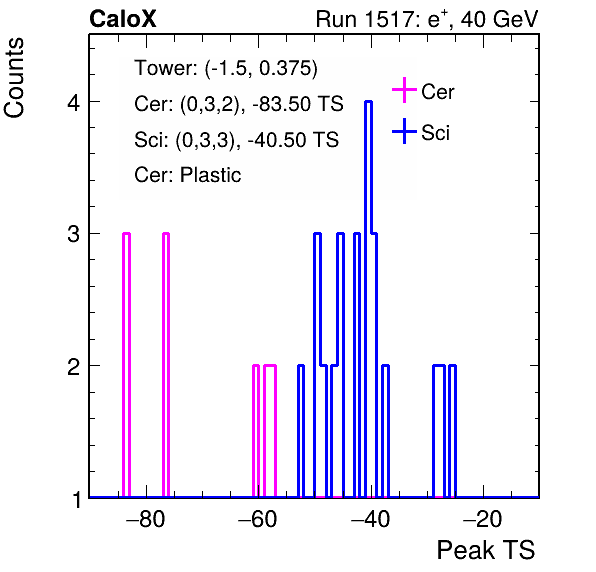 CaloX Run 1517: e⁺, 40 GeV
Counts
Tower: (-1.5, 0.375)
Cer: (0,3,2), -83.50 TS
Sci: (0,3,3), -40.50 TS
Cer: Plastic
Cer
Sci
4
3
2
1
−80 −60 −40 −20
Peak TS